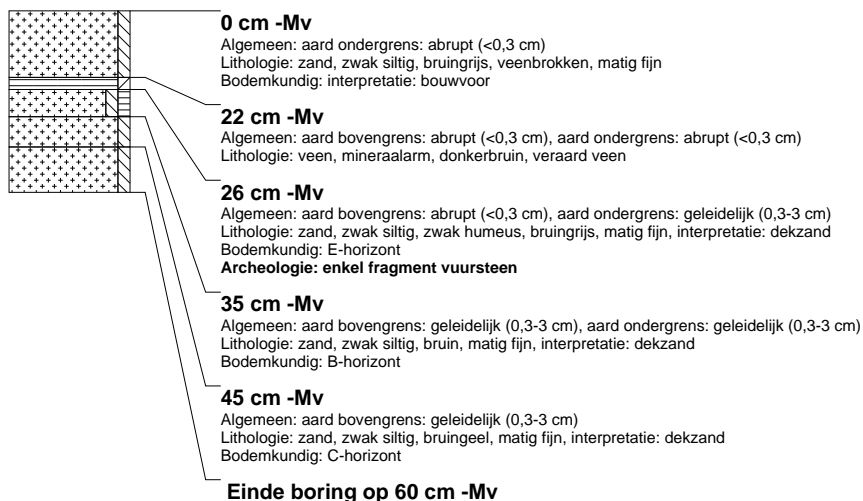 0 cm -Mv
Algemeen: aard ondergrens: abrupt (<0,3 cm)
Lithologie: zand, zwak siltig, bruingrijs, veenbrokken, matig fijn
Bodemkundig: interpretatie: bouwvoor
22 cm -Mv
Algemeen: aard bovengrens: abrupt (<0,3 cm), aard ondergrens: abrupt (<0,3 cm)
Lithologie: veen, mineraalarm, donkerbruin, veraard veen
26 cm -Mv
Algemeen: aard bovengrens: abrupt (<0,3 cm), aard ondergrens: geleidelijk (0,3-3 cm)
Lithologie: zand, zwak siltig, zwak humeus, bruingrijs, matig fijn, interpretatie: dekzand
Bodemkundig: E-horizont
Archeologie: enkel fragment vuursteen
35 cm -Mv
Algemeen: aard bovengrens: geleidelijk (0,3-3 cm), aard ondergrens: geleidelijk (0,3-3 cm)
Lithologie: zand, zwak siltig, bruin, matig fijn, interpretatie: dekzand
Bodemkundig: B-horizont
45 cm -Mv
Algemeen: aard bovengrens: geleidelijk (0,3-3 cm)
Lithologie: zand, zwak siltig, bruingeel, matig fijn, interpretatie: dekzand
Bodemkundig: C-horizont
Einde boring op 60 cm -Mv